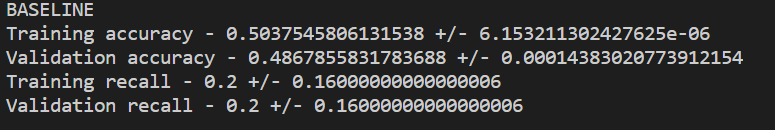 BASELINE
Training accuracy - 0.5037545806131538 +/- 6.153211302427625e-06
Validation accuracy - 0.4867855831783688 +/- 0.00014383020773912154
Training recall - 0.2 +/- 0.16000000000000006
Validation recall - 0.2 +/- 0.16000000000000006